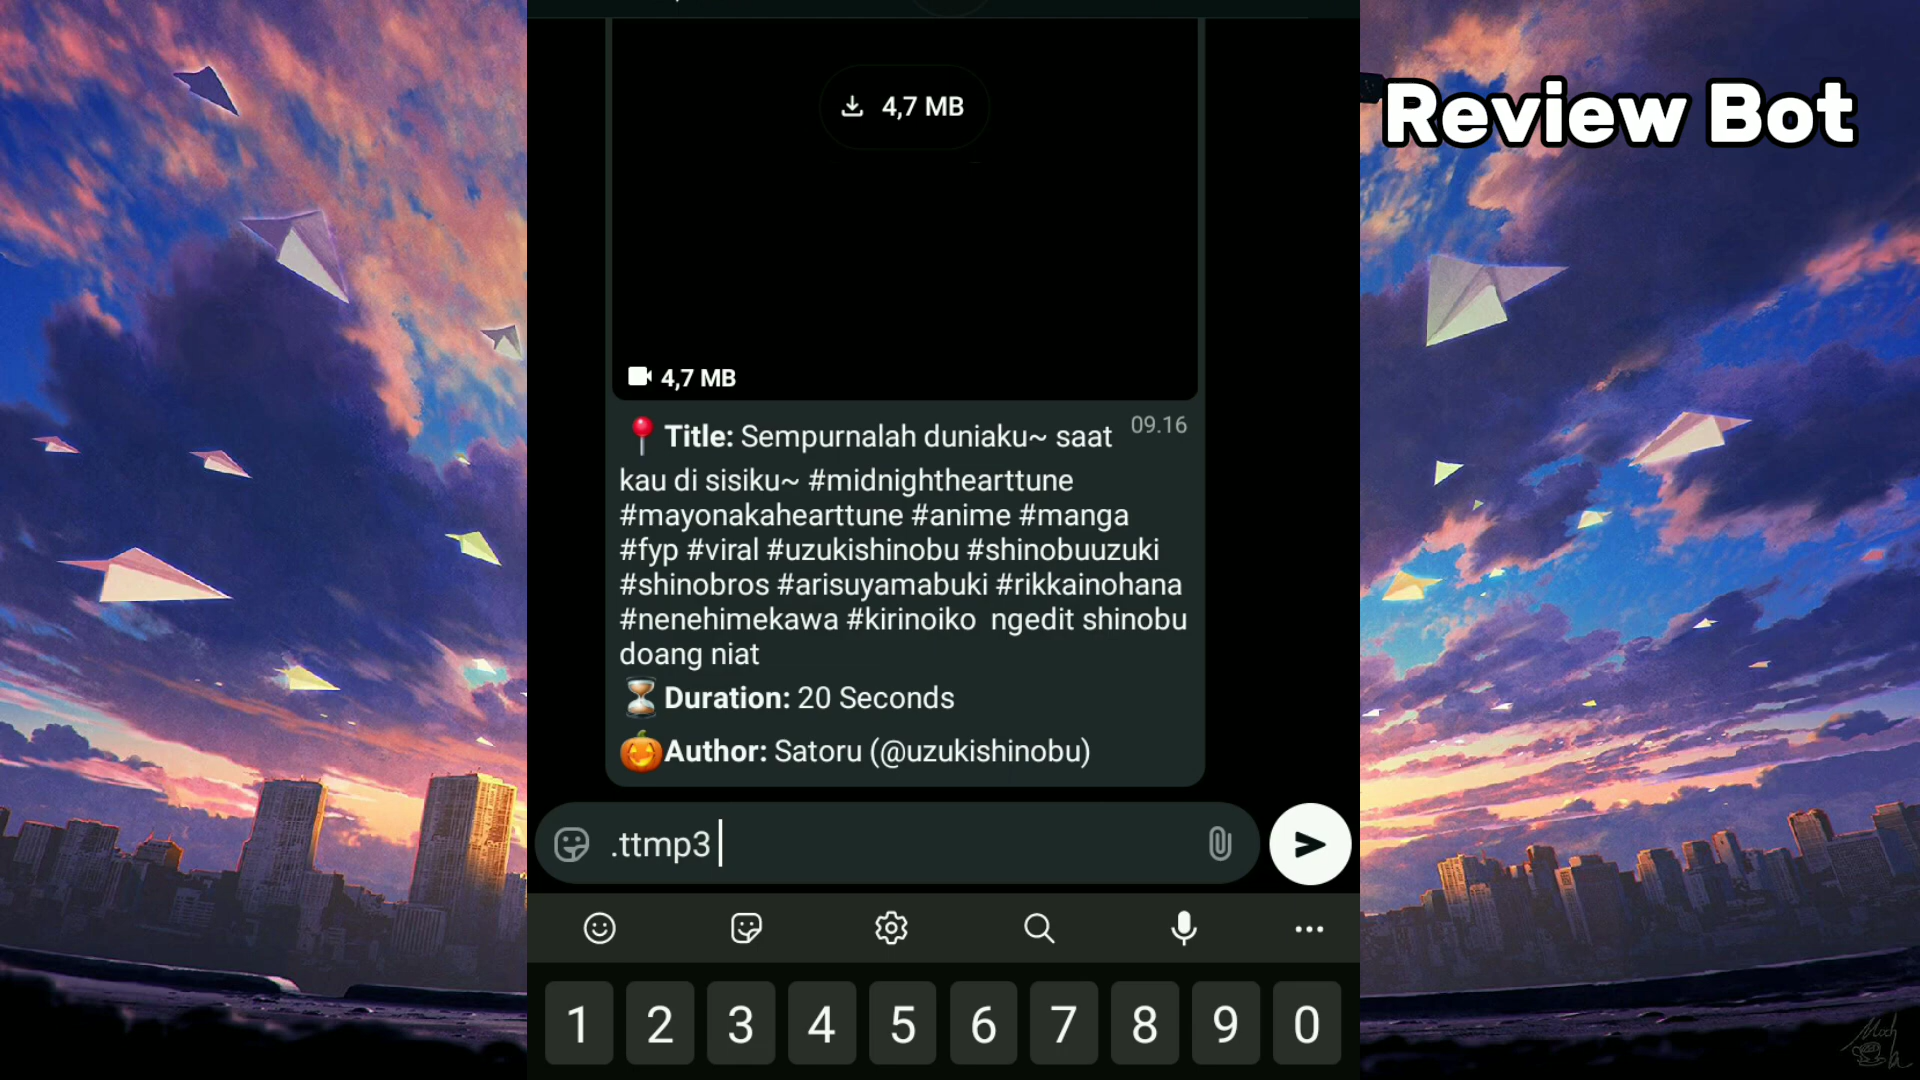 Review Bot
4,7 MB
4,7 MB
📍Title: Sempurnalah duniaku~ saat
09.16
kau di sisiku~ #midnighthearttune
#mayonakahearttune #anime #manga
#fyp #viral #uzukishinobu #shinobuuzuki
#shinobros #arisuyamabuki #rikkainohana
#nenehimekawa #kirinoiko  ngedit shinobu
doang niat
⏳Duration: 20 Seconds
🎃Author: Satoru (@uzukishinobu)
.ttmp3
1 2 3 4 5 6 7 8 9 0